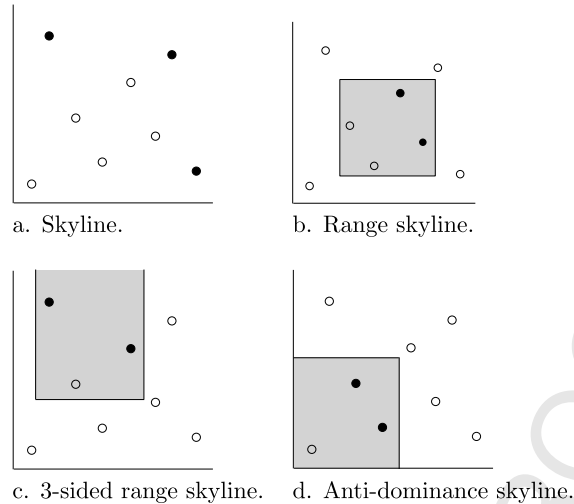 a. Skyline.
b. Range skyline.
c. 3-sided range skyline.
d. Anti-dominance skyline.